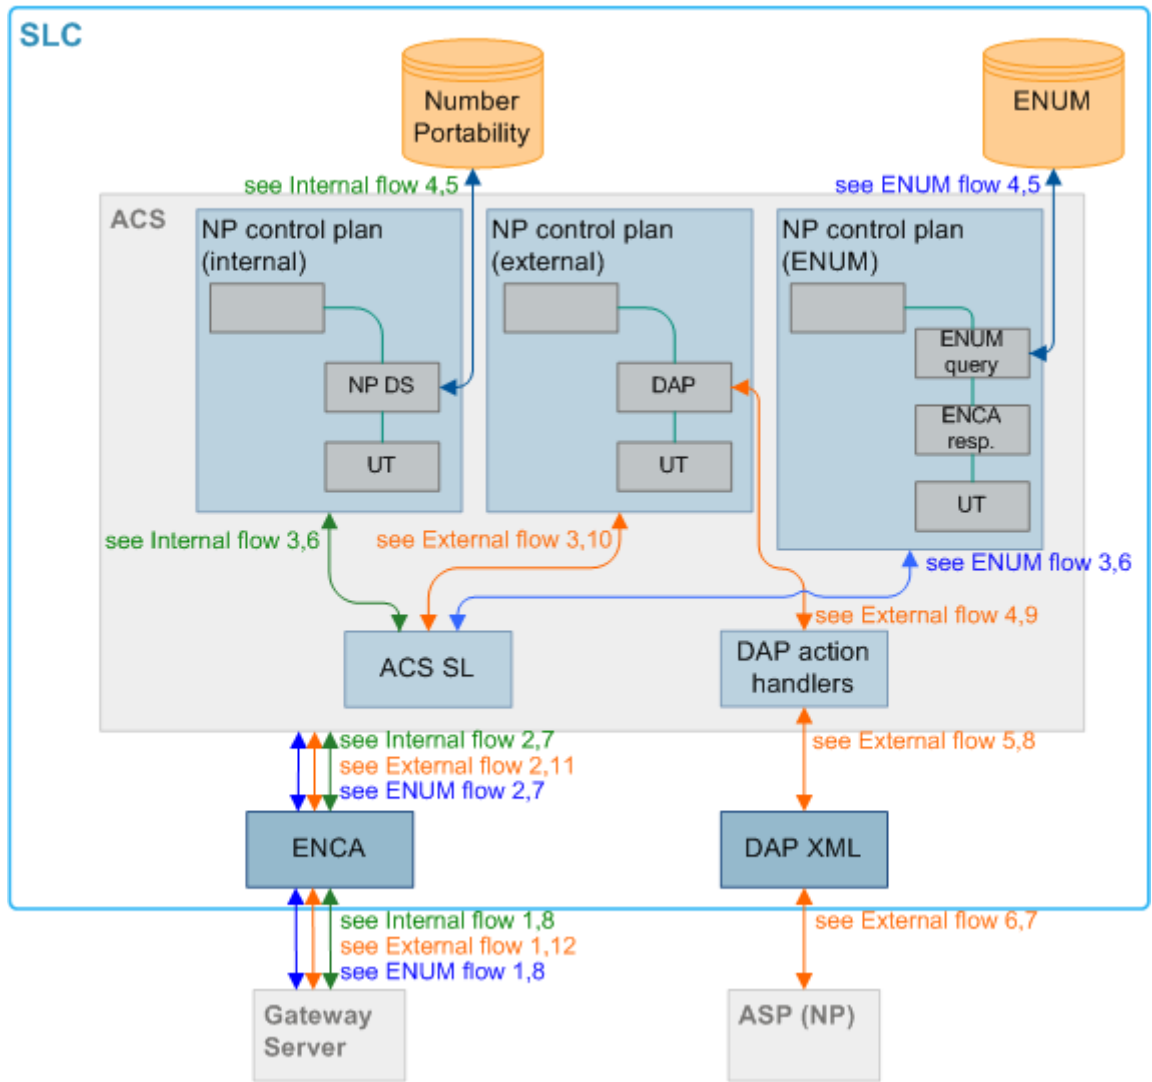 SLC
Number
Portability
ENUM
see Internal flow 4,5
see ENUM flow 4,5
ACS
NP control plan
(internal)
NP DS
UT
NP control plan
(external)
DAP
UT
NP control plan
(ENUM)
ENUM
query
ENCA
resp.
UT
see Internal flow 3,6
see External flow 3,10
see ENUM flow 3,6
see External flow 4,9
ACS SL
DAP action
handlers
see Internal flow 2,7
see External flow 2,11
see ENUM flow 2,7
see External flow 5,8
ENCA
DAP XML
see Internal flow 1,8
see External flow 1,12
see ENUM flow 1,8
see External flow 6,7
Gateway
Server
ASP (NP)